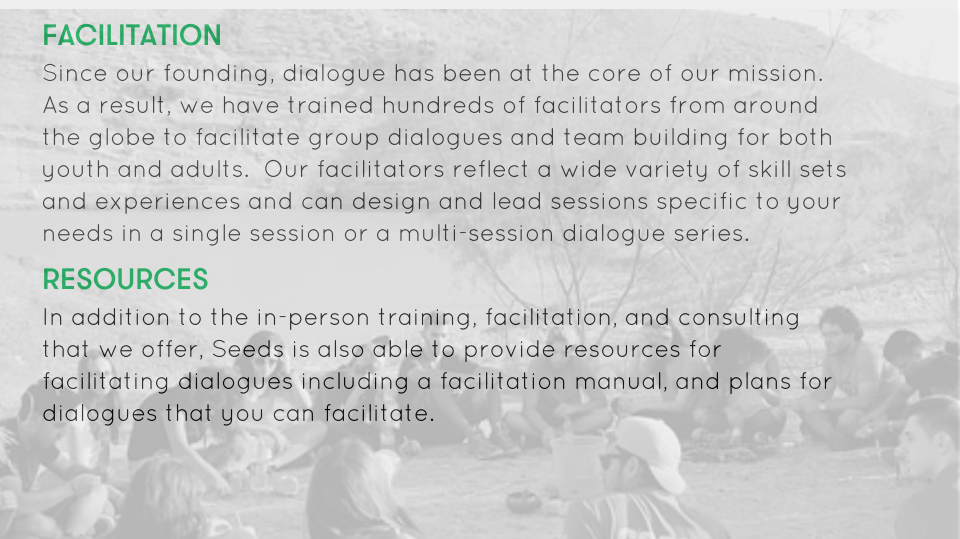 FACILITATION
Since our founding, dialogue has been at the core of our mission.
As a result, we have trained hundreds of facilitators from around
the globe to facilitate group dialogues and team building for both
youth and adults.  Our facilitators reflect a wide variety of skill sets
and experiences and can design and lead sessions specific to your
needs in a single session or a multi-session dialogue series.
RESOURCES
In addition to the in-person training, facilitation, and consulting
that we offer, Seeds is also able to provide resources for
facilitating dialogues including a facilitation manual, and plans for
dialogues that you can facilitate.